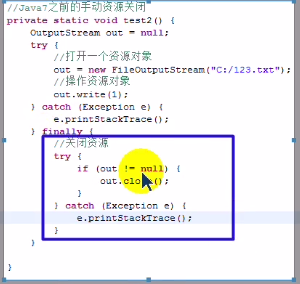 //Java7之前的手动资源关闭
private static void test2() {
OutputStream out = null;
try {
//打开一个资源对象
out = new FileOutputStream("C:/123.txt");
//操作资源对象
out.write(1);
} catch (Exception e) {
e.printStackTrace();
} finally {
//关闭资源
try {
if (out != null) {
out.close();
}
} catch (Exception e) {
e.printStackTrace();
}
}
}